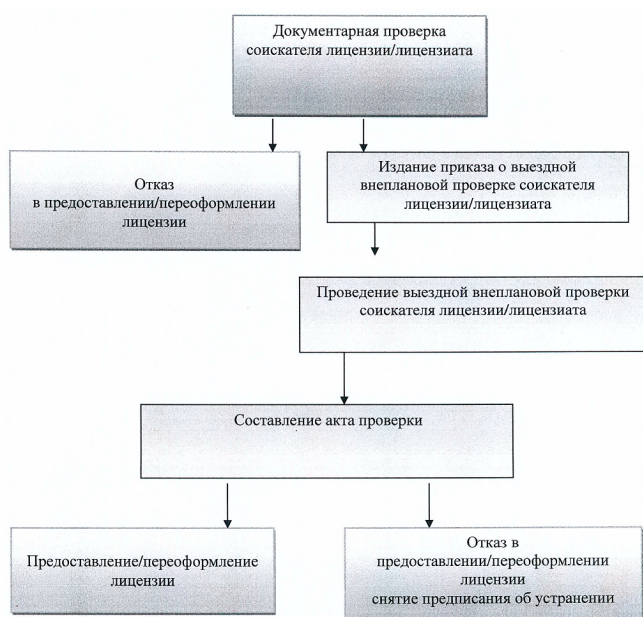 Документарная проверка
соискателя лицензии/лицензиата
Отказ
в предоставлении/переоформлении
лицензии
Издание приказа о выездной
внеплановой проверке соискателя
лицензии/лицензиата
Проведение выездной внеплановой проверки
соискателя лицензии/лицензиата
Составление акта проверки
Предоставление/переоформление
лицензии
Отказ в
предоставлении/переоформлении
лицензии
снятие предписания об устранении